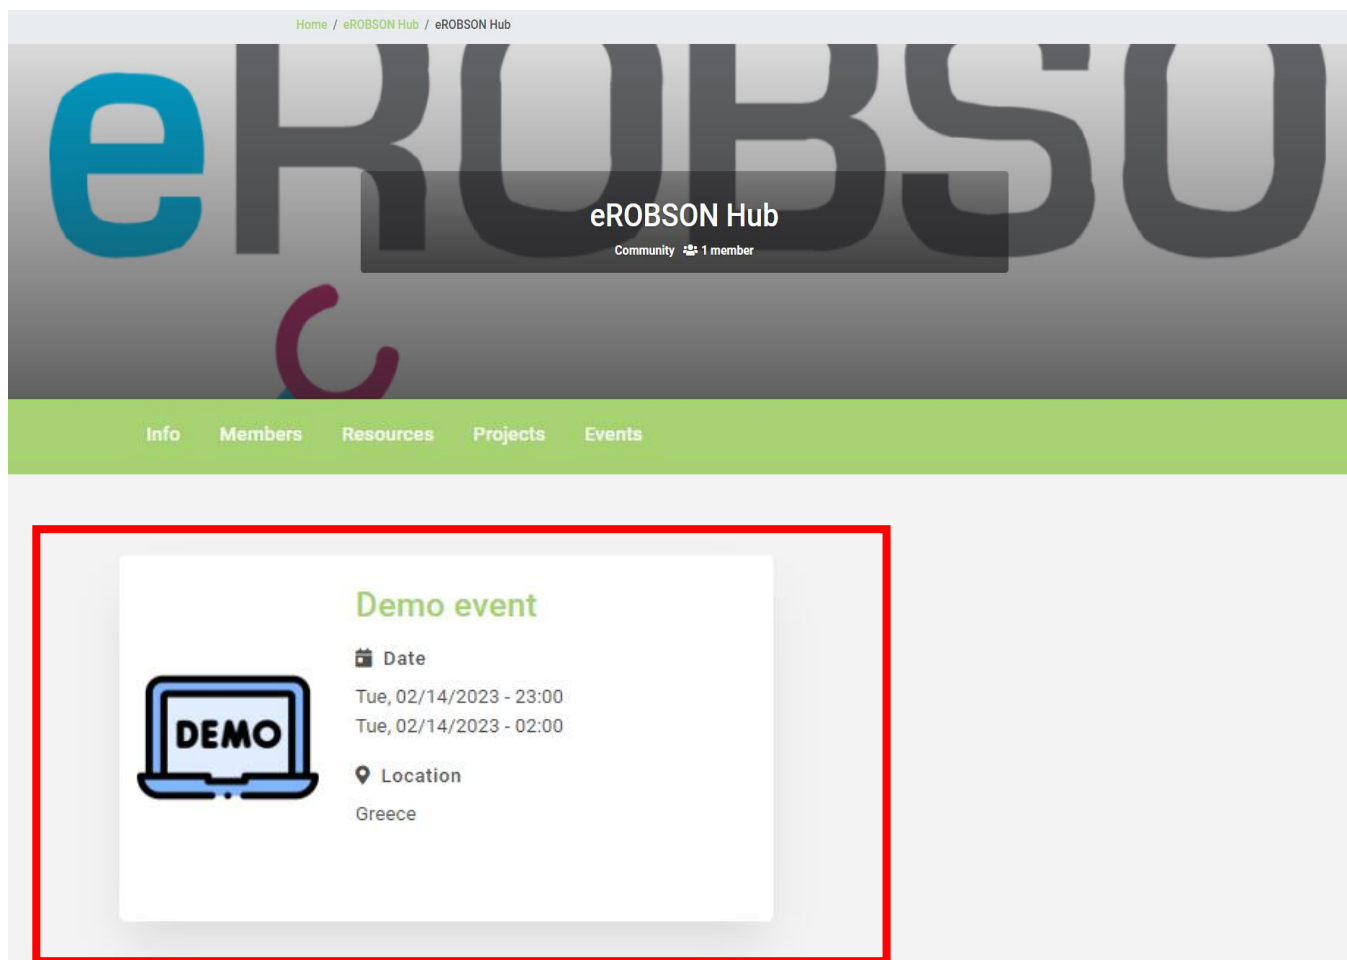 Home / eROBSON Hub / eROBSON Hub
eROBSO
eROBSON Hub
Community 1 member
Info Members Resources Projects Events
Demo event
Date
Tue, 02/14/2023 - 23:00
Tue, 02/14/2023 - 02:00
DEMO
Location
Greece